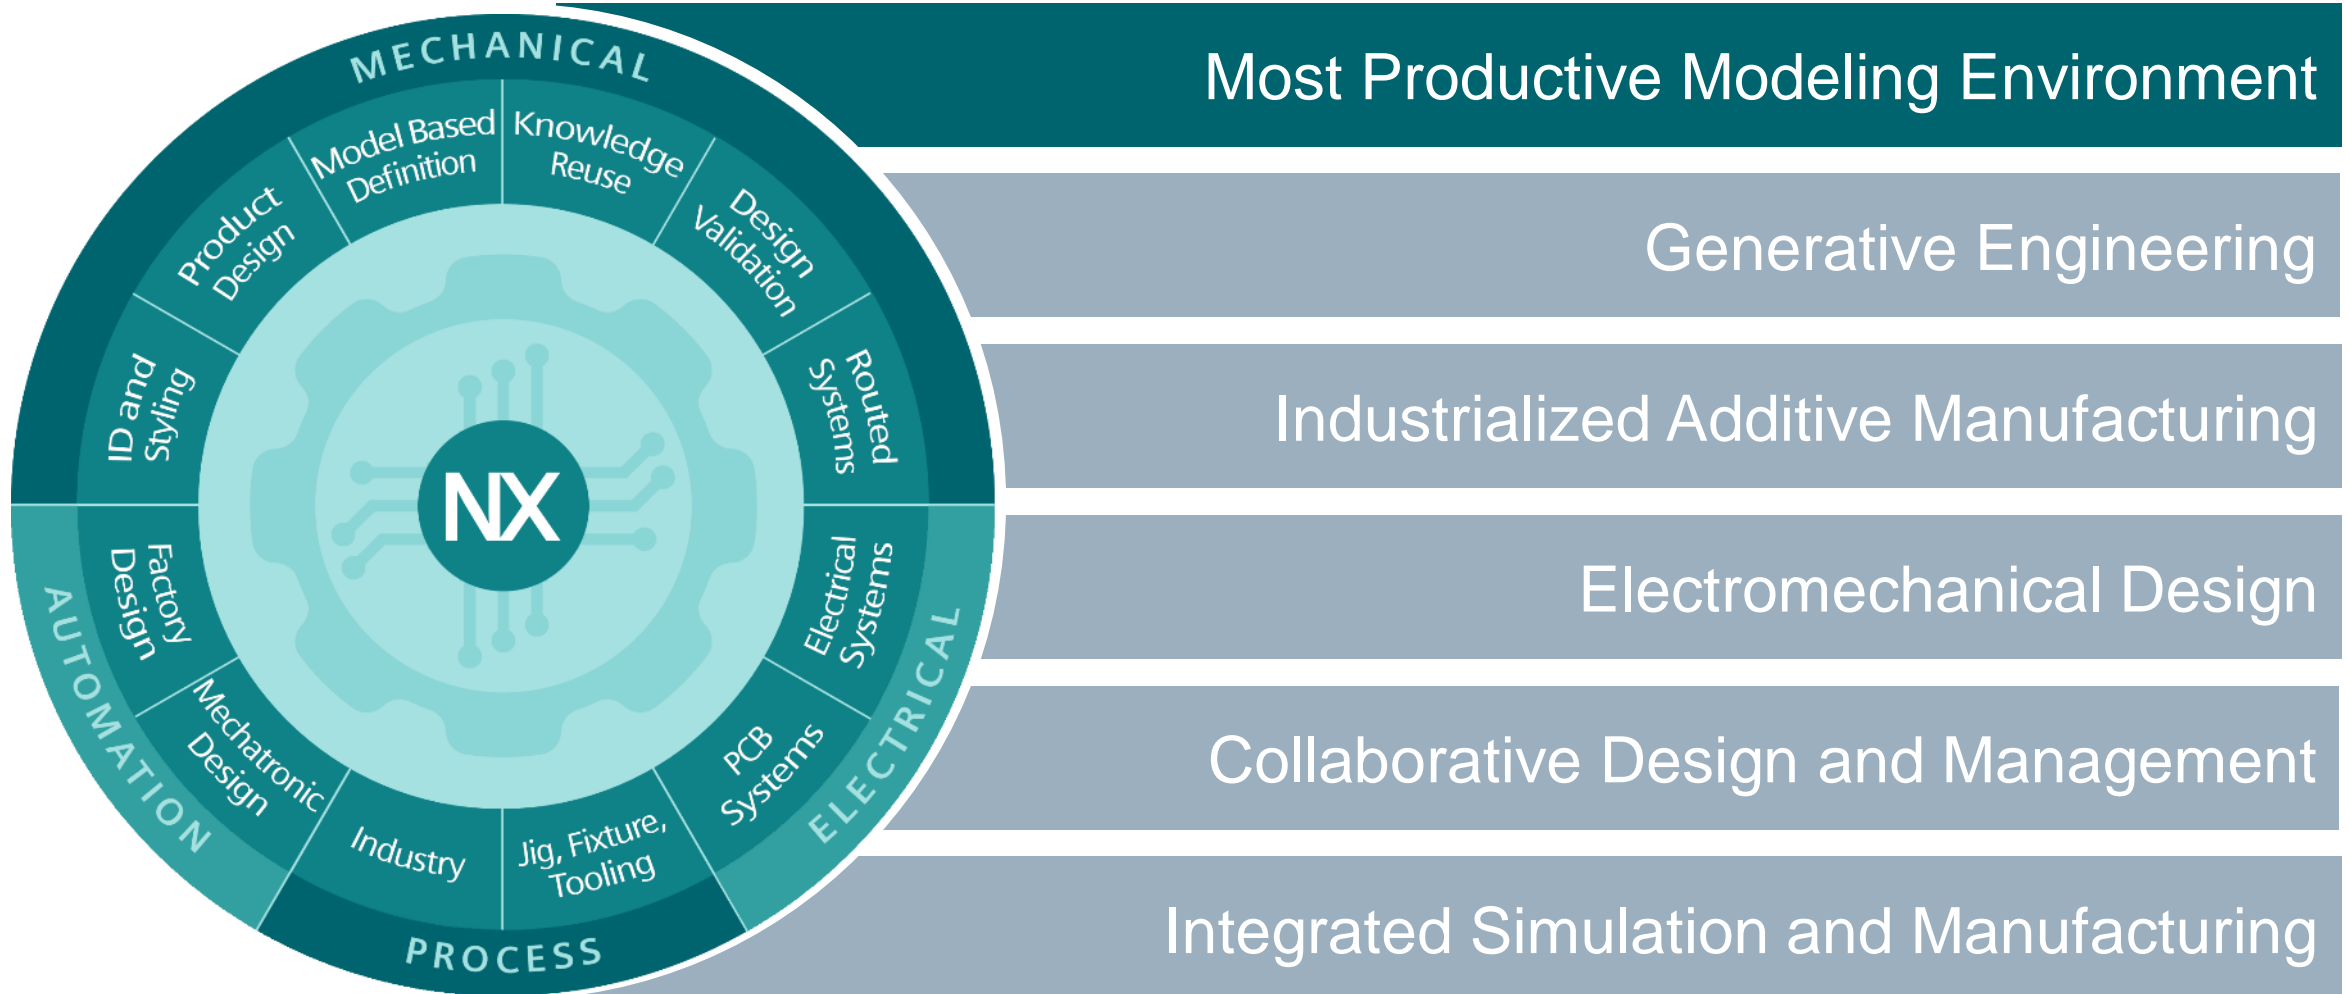 MECHANICAL
Model Based
Definition
Knowledge
Reuse
Design
Validation
Routed
Systems
Product
Design
ID and
Styling
NX
Factory
Design
Mechatronic
Design
AUTOMATION
Industry
Jig, Fixture,
Tooling
PROCESS
PCB
Systems
Electrical
Systems
ELECTRICAL
Most Productive Modeling Environment
Generative Engineering
Industrialized Additive Manufacturing
Electromechanical Design
Collaborative Design and Management
Integrated Simulation and Manufacturing